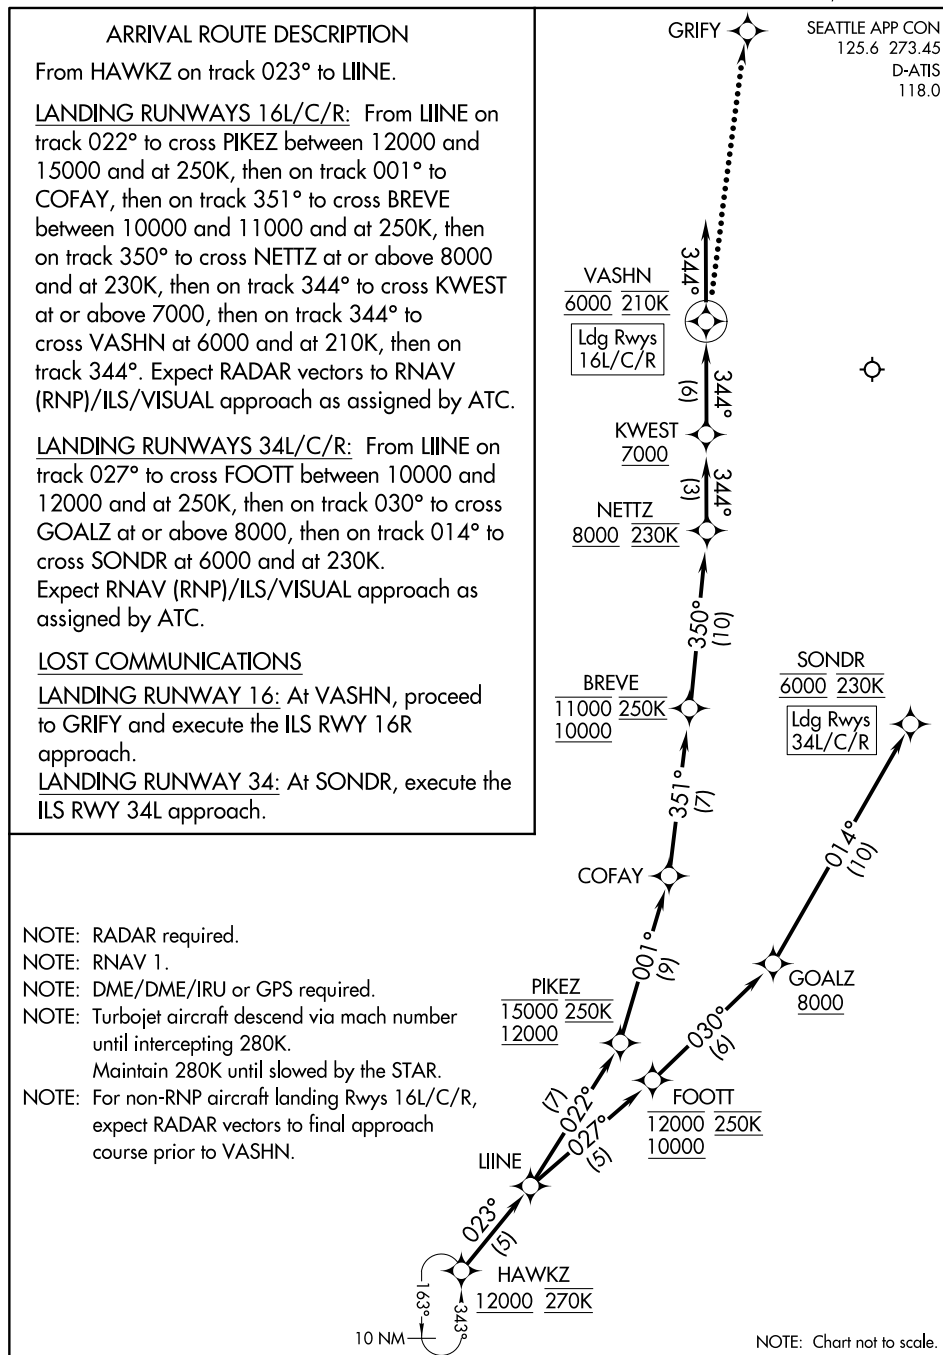 ARRIVAL ROUTE DESCRIPTION
From HAWKZ on track 023° to LIINE.
LANDING RUNWAYS 16L/C/R: From LIINE on
track 022° to cross PIKEZ between 12000 and
15000 and at 250K, then on track 001° to
COFAY, then on track 351° to cross BREVE
between 10000 and 11000 and at 250K, then
on track 350° to cross NETTZ at or above 8000
and at 230K, then on track 344° to cross KWEST
at or above 7000, then on track 344° to
cross VASHN at 6000 and at 210K, then on
track 344°. Expect RADAR vectors to RNAV
(RNP)/ILS/VISUAL approach as assigned by ATC.
LANDING RUNWAYS 34L/C/R: From LIINE on
track 027° to cross FOOTT between 10000 and
12000 and at 250K, then on track 030° to cross
GOALZ at or above 8000, then on track 014° to
cross SONDR at 6000 and at 230K.
Expect RNAV (RNP)/ILS/VISUAL approach as
assigned by ATC.
LOST COMMUNICATIONS
LANDING RUNWAY 16: At VASHN, proceed
to GRIFY and execute the ILS RWY 16R
approach.
LANDING RUNWAY 34: At SONDR, execute the
ILS RWY 34L approach.
NOTE: RADAR required.
NOTE: RNAV 1.
NOTE: DME/DME/IRU or GPS required.
NOTE: Turbojet aircraft descend via mach number
until intercepting 280K.
Maintain 280K until slowed by the STAR.
NOTE: For non-RNP aircraft landing Rwys 16L/C/R,
expect RADAR vectors to final approach
course prior to VASHN.
GRIFY
SEATTLE APP CON
125.6 273.45
D-ATIS
118.0
344°
VASHN
6000 210K
Ldg Rwys
16L/C/R
344°
(6)
KWEST
7000
344°
(3)
NETTZ
8000 230K
350°
(10)
BREVE
11000 250K
10000
SONDR
6000 230K
Ldg Rwys
34L/C/R
351°
(7)
014°
(10)
COFAY
001°
(9)
GOALZ
8000
PIKEZ
15000 250K
12000
030°
(6)
FOOTT
12000 250K
10000
(7)
022°
027°
(5)
LIINE
023°
(5)
HAWKZ
12000 270K
163°
343°
10 NM
NOTE: Chart not to scale.